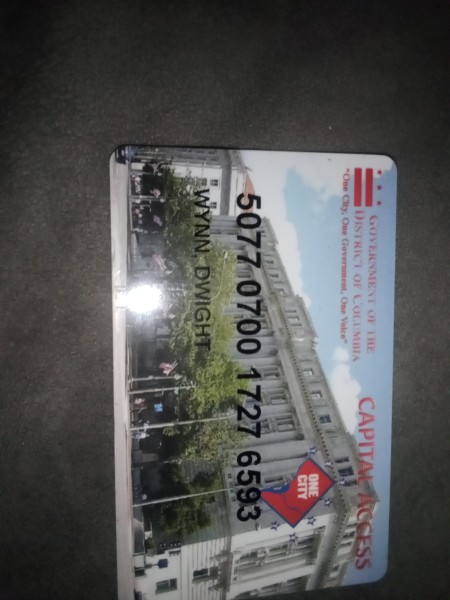 GOVERNMENT OF THE
DISTRICT OF COLUMBIA
"One City, One Government, One Voice"
CAPITAL ACCESS
5077 0700 1727 6593
WYNN, DWIGHT
ONE
CITY